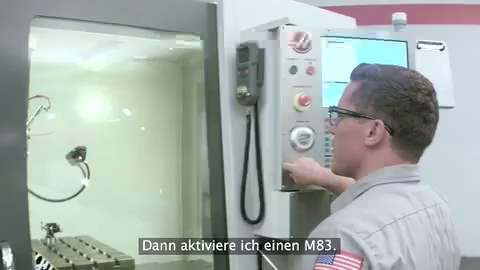 Dann aktiviere ich einen M83.